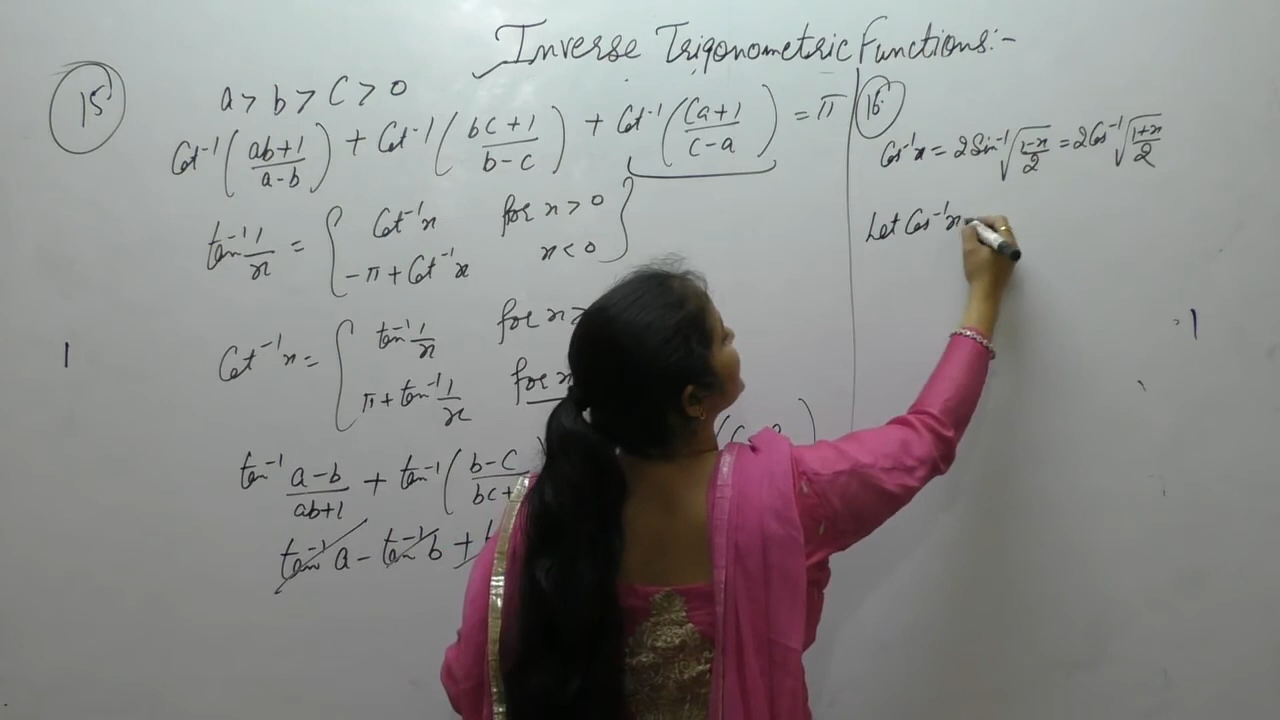 Inverse Trigonometric Functions:-
15
a > b > c > 0
Cot⁻¹(ab+1/a-b) + Cot⁻¹(bc+1/b-c) + Cot⁻¹(ca+1/c-a) = π
tan⁻¹ 1/x = { Cot⁻¹x for x > 0
-π + Cot⁻¹x x < 0 }
Cot⁻¹x = { tan⁻¹ 1/x for x
π + tan⁻¹ 1/x for x
tan⁻¹ a-b/ab+1 + tan⁻¹(b-c/bc+
tan⁻¹a - tan⁻¹b +
16
Cos⁻¹x = 2Sin⁻¹√1-x/2 = 2Cos⁻¹√1+x/2
Let Cos⁻¹x =